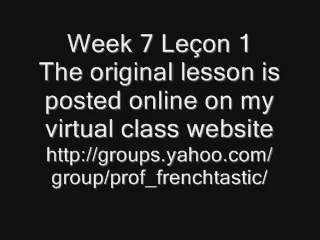 Week 7 Leçon 1
The original lesson is
posted online on my
virtual class website
http://groups.yahoo.com/
group/prof_frenchtastic/